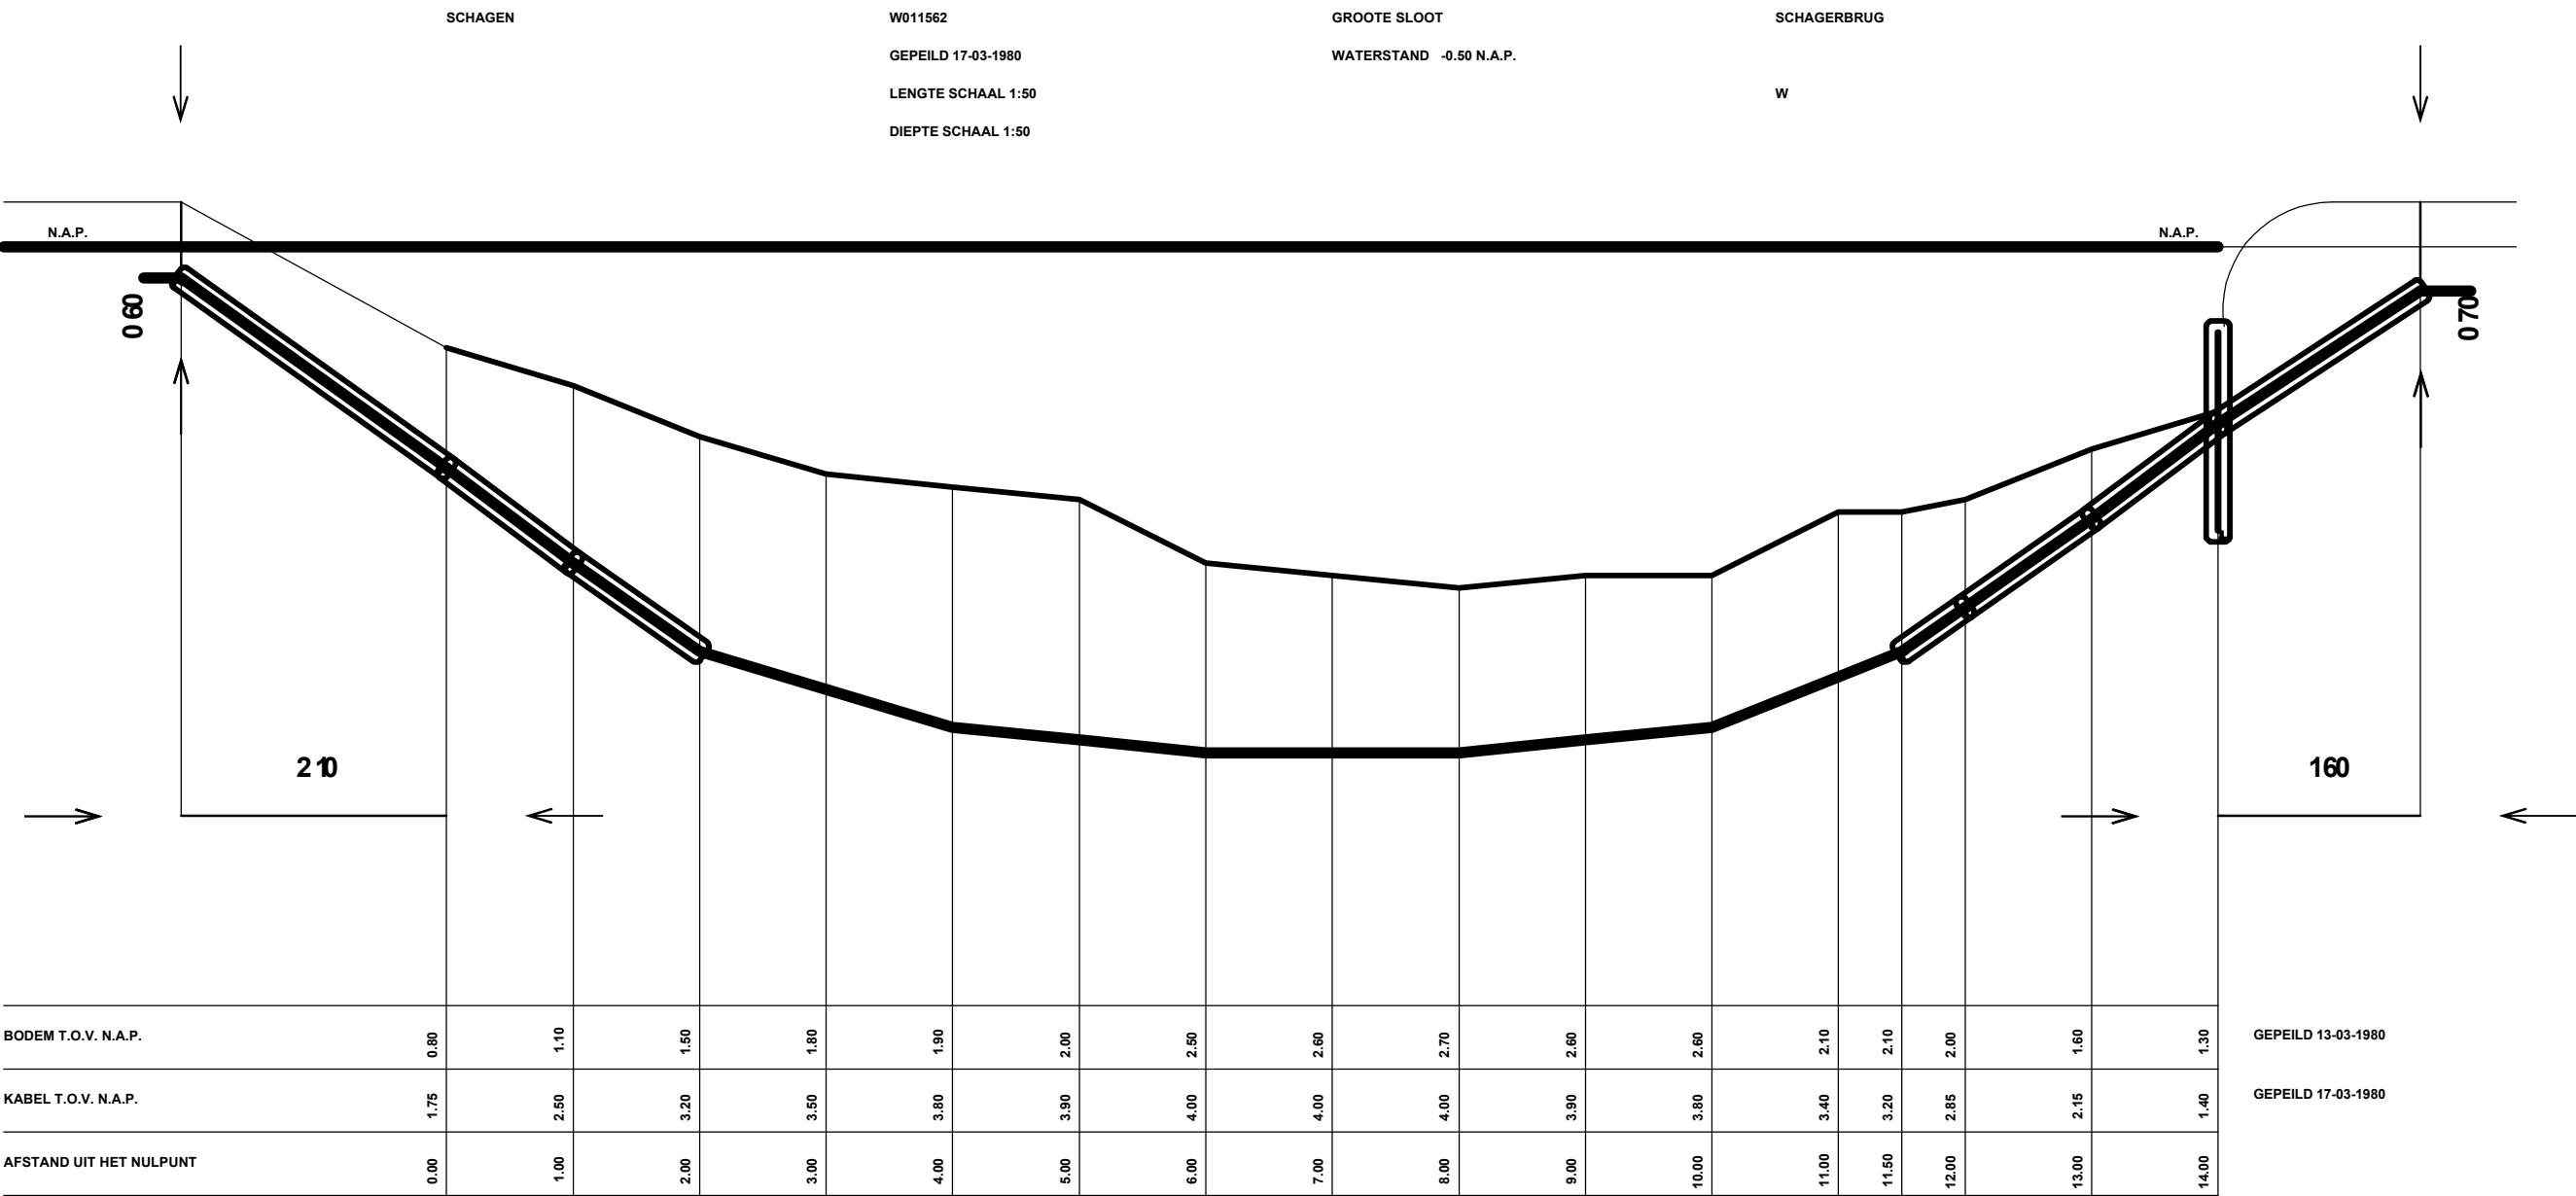 SCHAGEN W011562 GROOTE SLOOT SCHAGERBRUG
GEPEILD 17-03-1980 WATERSTAND -0.50 N.A.P.
LENGTE SCHAAL 1:50 W
DIEPTE SCHAAL 1:50
N.A.P. N.A.P.
0 60 0 70
2 10 160
BODEM T.O.V. N.A.P. 0.80 1.10 1.50 1.80 1.90 2.00 2.50 2.60 2.70 2.60 2.60 2.10 2.10 2.00 1.60 1.30 GEPEILD 13-03-1980
KABEL T.O.V. N.A.P. 1.75 2.50 3.20 3.50 3.80 3.90 4.00 4.00 4.00 3.90 3.80 3.40 3.20 2.85 2.15 1.40 GEPEILD 17-03-1980
AFSTAND UIT HET NULPUNT 0.00 1.00 2.00 3.00 4.00 5.00 6.00 7.00 8.00 9.00 10.00 11.00 11.50 12.00 13.00 14.00